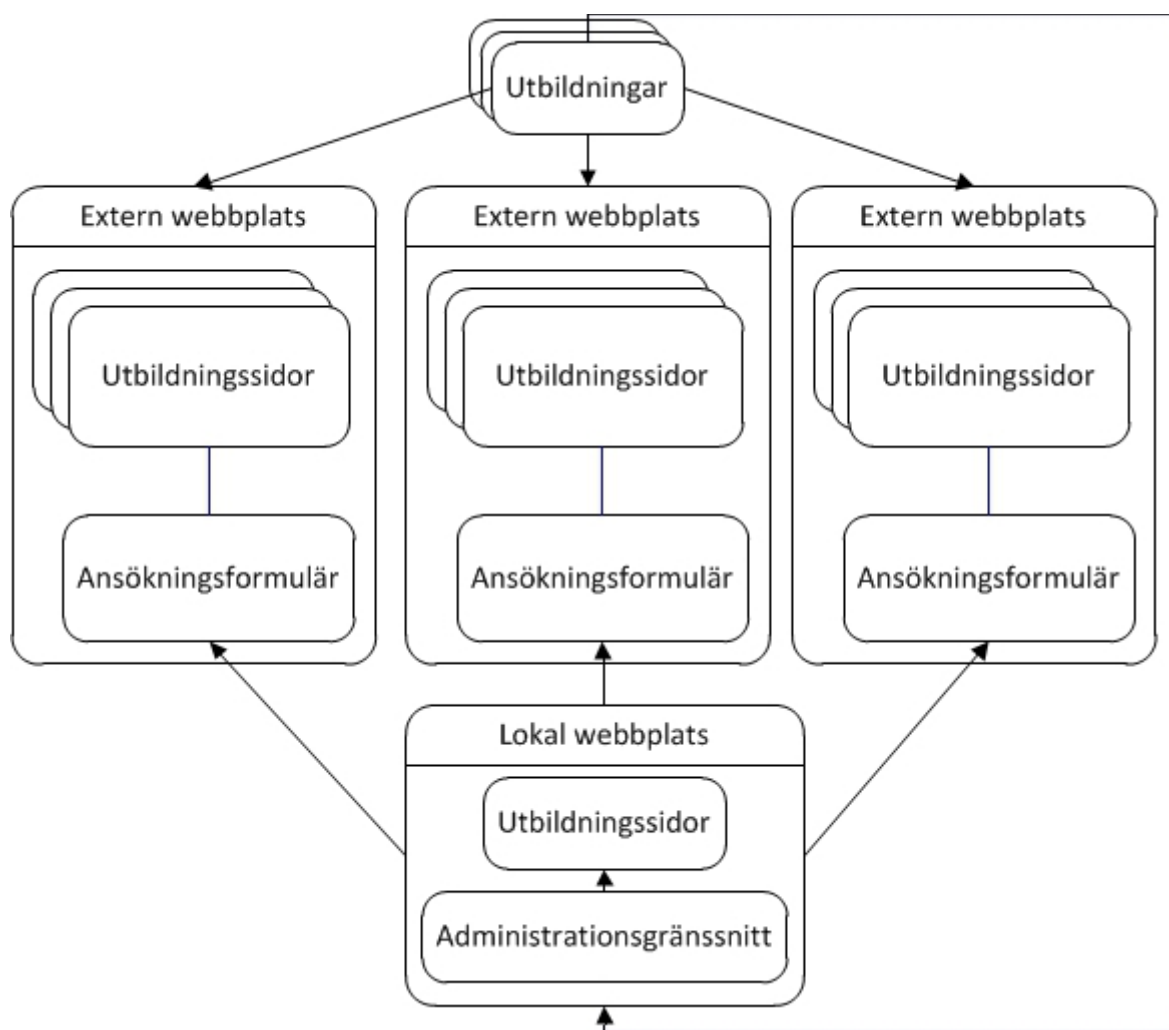 Utbildningar
Extern webbplats
Extern webbplats
Extern webbplats
Utbildningssidor
Utbildningssidor
Utbildningssidor
Ansökningsformulär
Ansökningsformulär
Ansökningsformulär
Lokal webbplats
Utbildningssidor
Administrationsgränssnitt